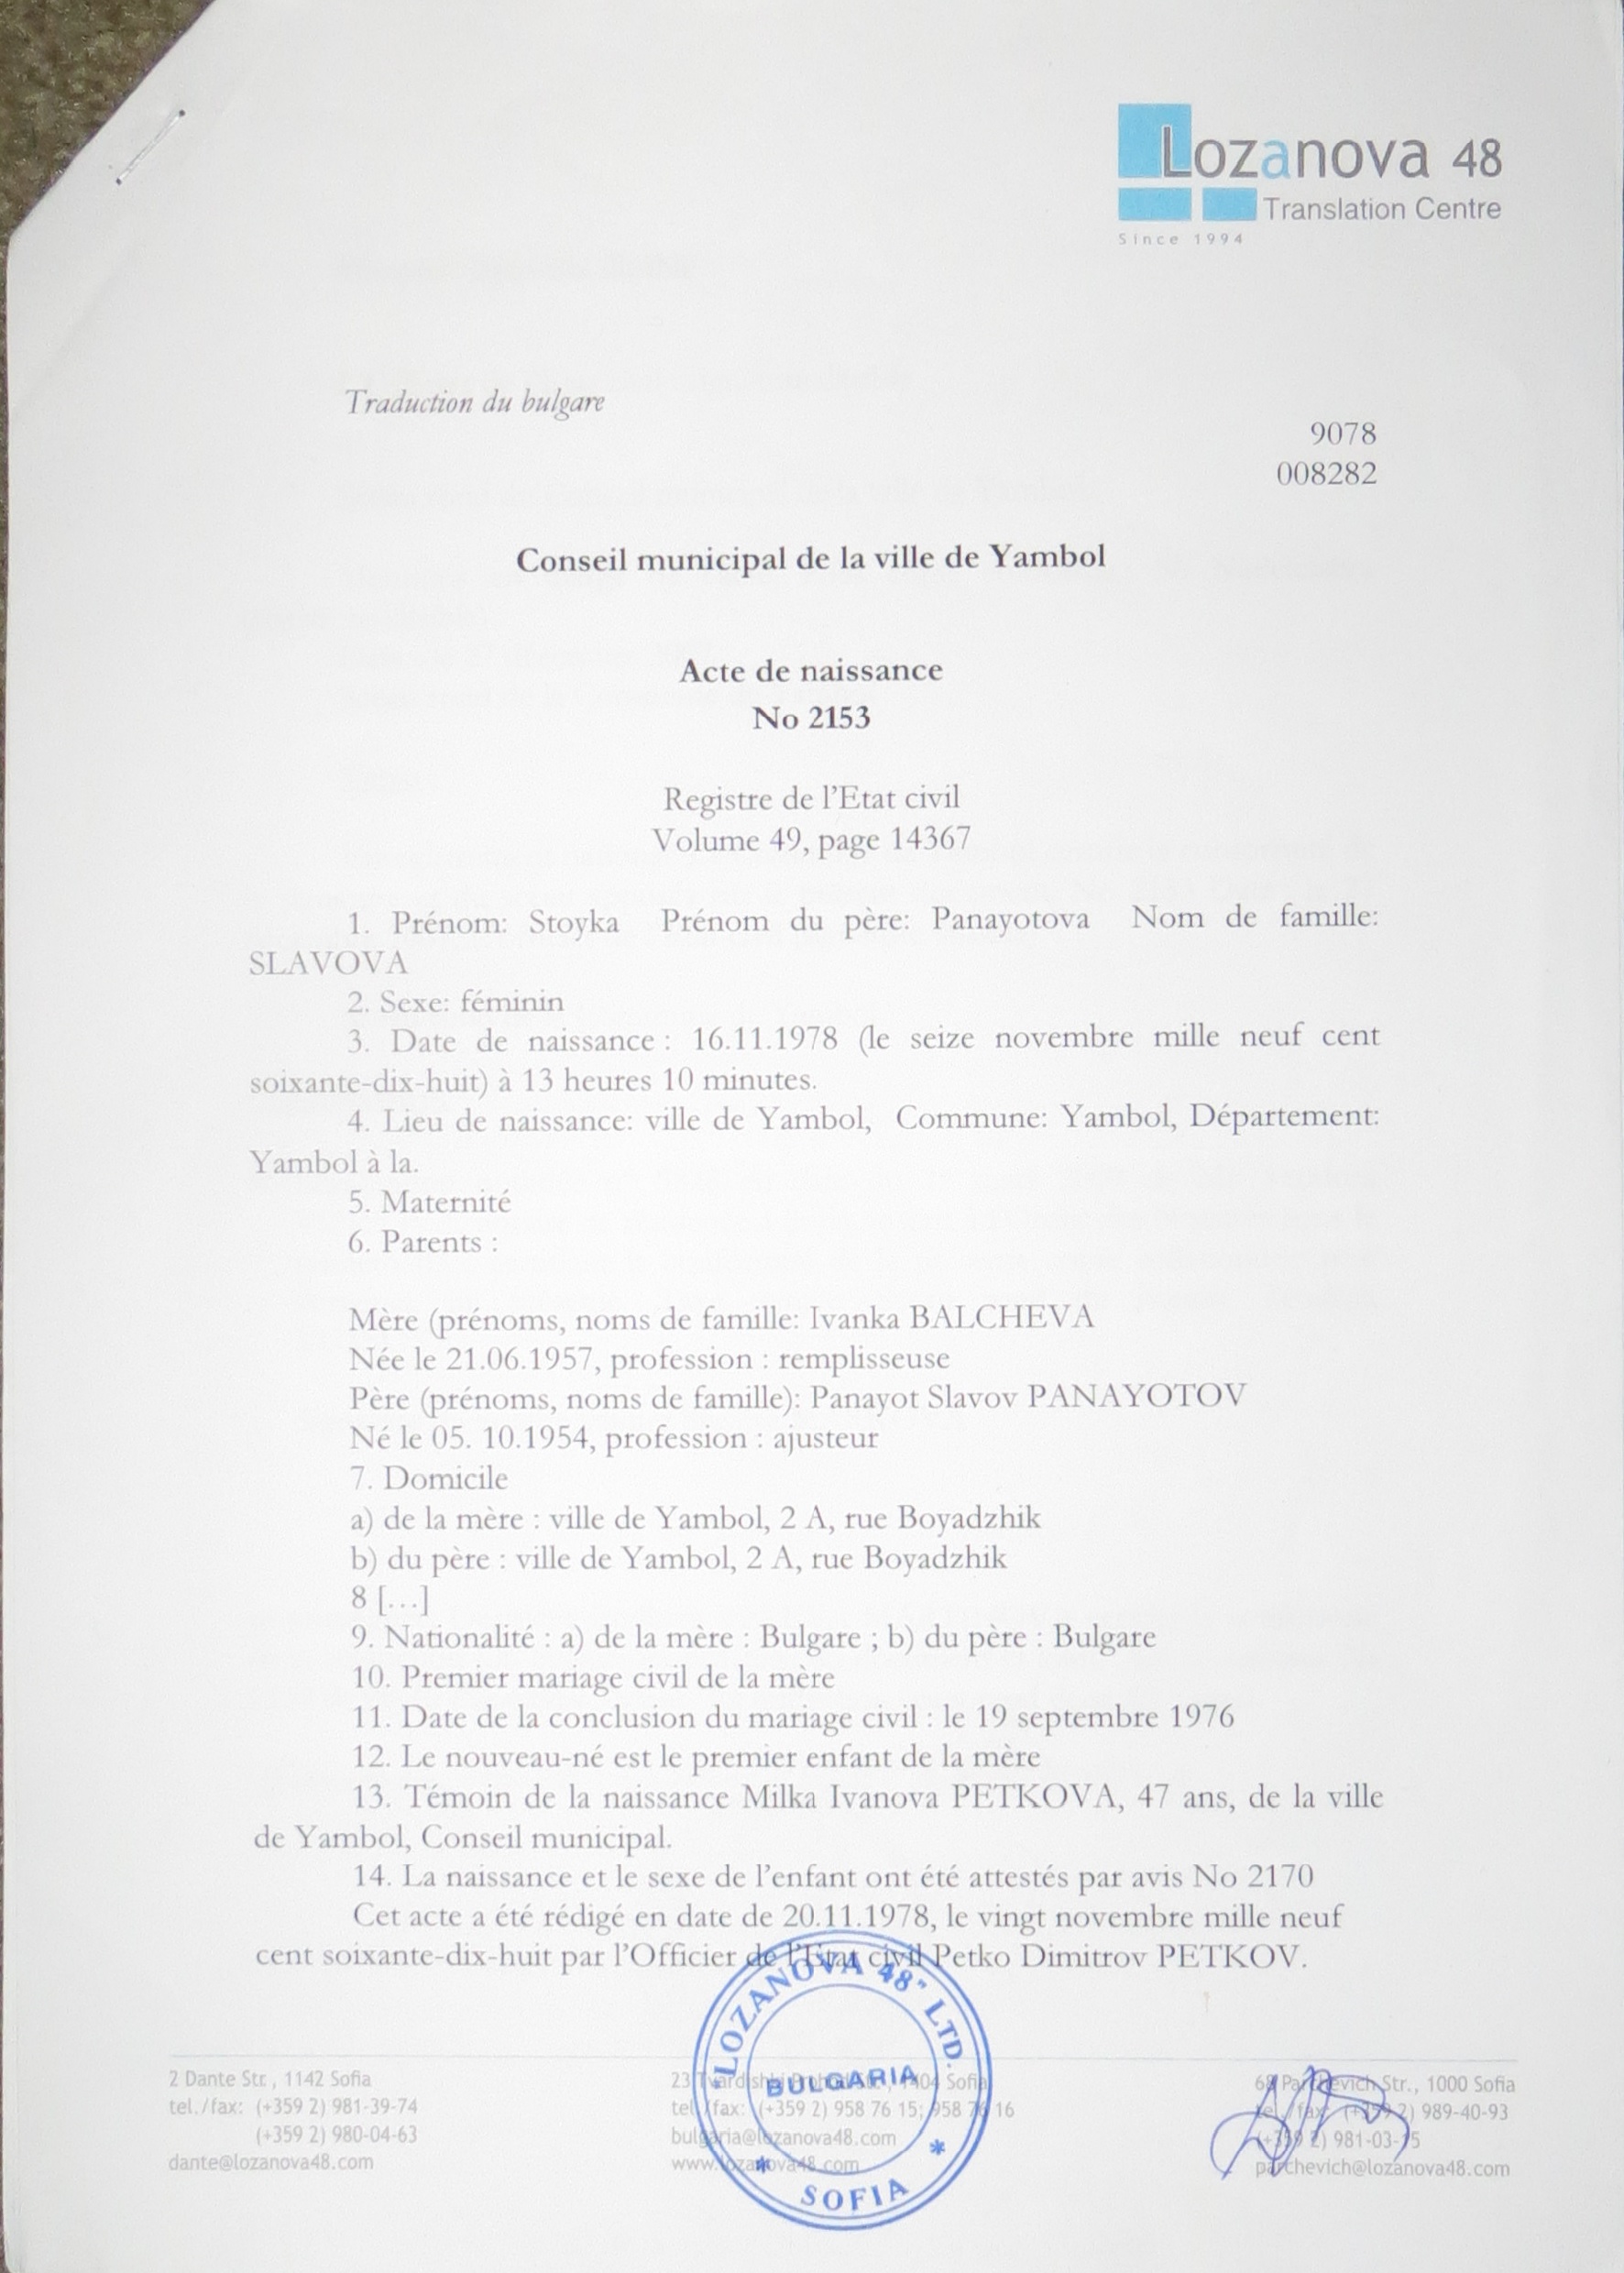 Lozanova 48
Translation Centre
Since 1994
Traduction du bulgare
9078
008282
Conseil municipal de la ville de Yambol
Acte de naissance
No 2153
Registre de l'Etat civil
Volume 49, page 14367
1. Prénom: Stoyka Prénom du père: Panayotova Nom de famille:
SLAVOVA
2. Sexe: féminin
3. Date de naissance : 16.11.1978 (le seize novembre mille neuf cent
soixante-dix-huit) à 13 heures 10 minutes.
4. Lieu de naissance: ville de Yambol, Commune: Yambol, Département:
Yambol à la.
5. Maternité
6. Parents :
Mère (prénoms, noms de famille: Ivanka BALCHEVA
Née le 21.06.1957, profession : remplisseuse
Père (prénoms, noms de famille): Panayot Slavov PANAYOTOV
Né le 05. 10.1954, profession : ajusteur
7. Domicile
a) de la mère : ville de Yambol, 2 A, rue Boyadzhik
b) du père : ville de Yambol, 2 A, rue Boyadzhik
8 [...]
9. Nationalité : a) de la mère : Bulgare ; b) du père : Bulgare
10. Premier mariage civil de la mère
11. Date de la conclusion du mariage civil : le 19 septembre 1976
12. Le nouveau-né est le premier enfant de la mère
13. Témoin de la naissance Milka Ivanova PETKOVA, 47 ans, de la ville
de Yambol, Conseil municipal.
14. La naissance et le sexe de l'enfant ont été attestés par avis No 2170
Cet acte a été rédigé en date de 20.11.1978, le vingt novembre mille neuf
cent soixante-dix-huit par l'Officier de l'Etat civil Petko Dimitrov PETKOV.
"LOZANOVA 48" LTD.
BULGARIA
* SOFIA *
2 Dante Str., 1142 Sofia
tel./fax: (+359 2) 981-39-74
(+359 2) 980-04-63
dante@lozanova48.com
23 Sofia
tel./fax: (+359 2) 958 76 15; 958 76 16
bulgaria@lozanova48.com
www.lozanova48.com
Parchevich Str., 1000 Sofia
tel./fax: (+359 2) 989-40-93
(+359 2) 981-03-
parchevich@lozanova48.com